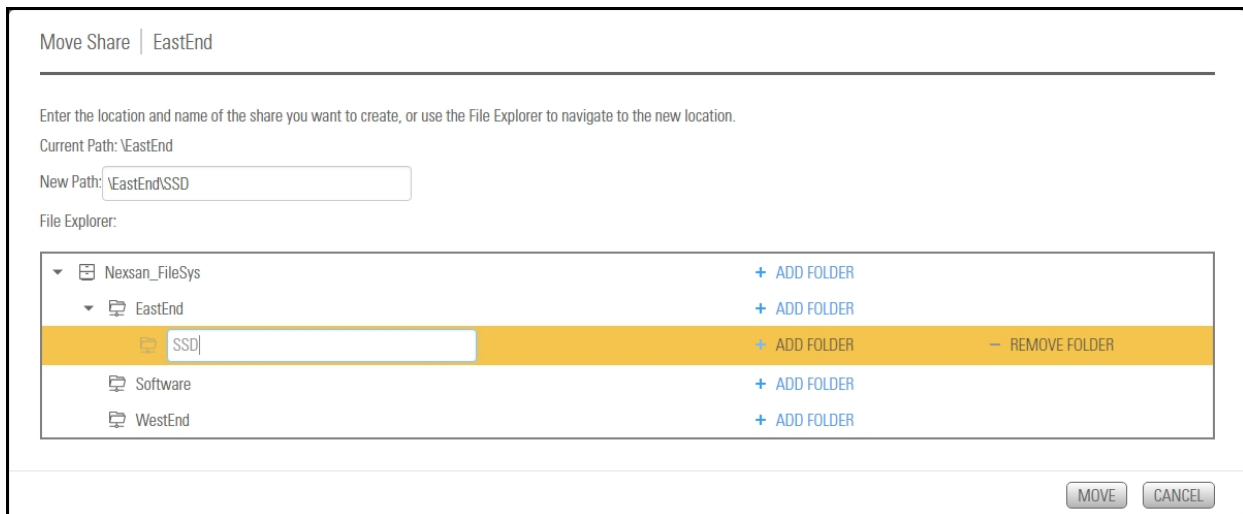 Move Share | EastEnd
Enter the location and name of the share you want to create, or use the File Explorer to navigate to the new location.
Current Path: \EastEnd
New Path: \EastEnd\SSD
File Explorer:
Nexsan_FileSys + ADD FOLDER
EastEnd + ADD FOLDER
SSD + ADD FOLDER − REMOVE FOLDER
Software + ADD FOLDER
WestEnd + ADD FOLDER
MOVE CANCEL